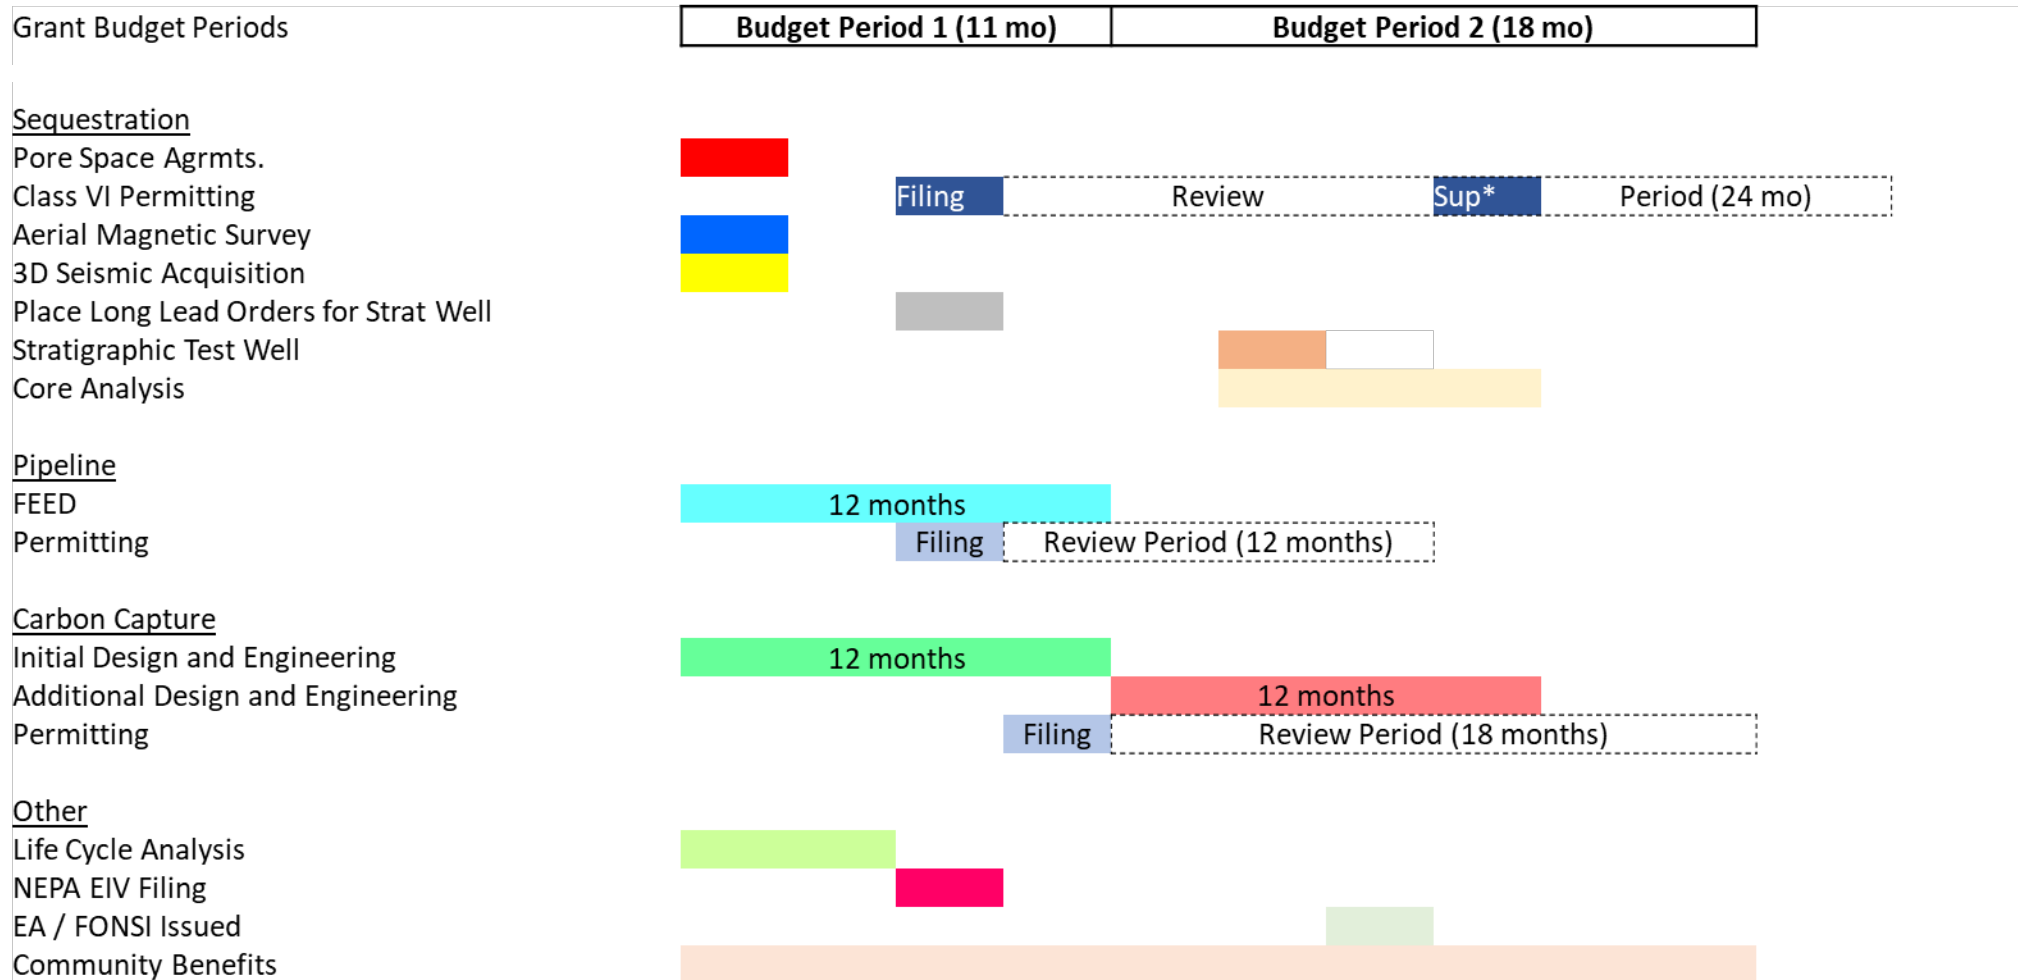 Grant Budget Periods Budget Period 1 (11 mo) Budget Period 2 (18 mo)
Sequestration
Pore Space Agrmts.
Class VI Permitting Filing Review Sup* Period (24 mo)
Aerial Magnetic Survey
3D Seismic Acquisition
Place Long Lead Orders for Strat Well
Stratigraphic Test Well
Core Analysis
Pipeline
FEED 12 months
Permitting Filing Review Period (12 months)
Carbon Capture
Initial Design and Engineering 12 months
Additional Design and Engineering 12 months
Permitting Filing Review Period (18 months)
Other
Life Cycle Analysis
NEPA EIV Filing
EA / FONSI Issued
Community Benefits